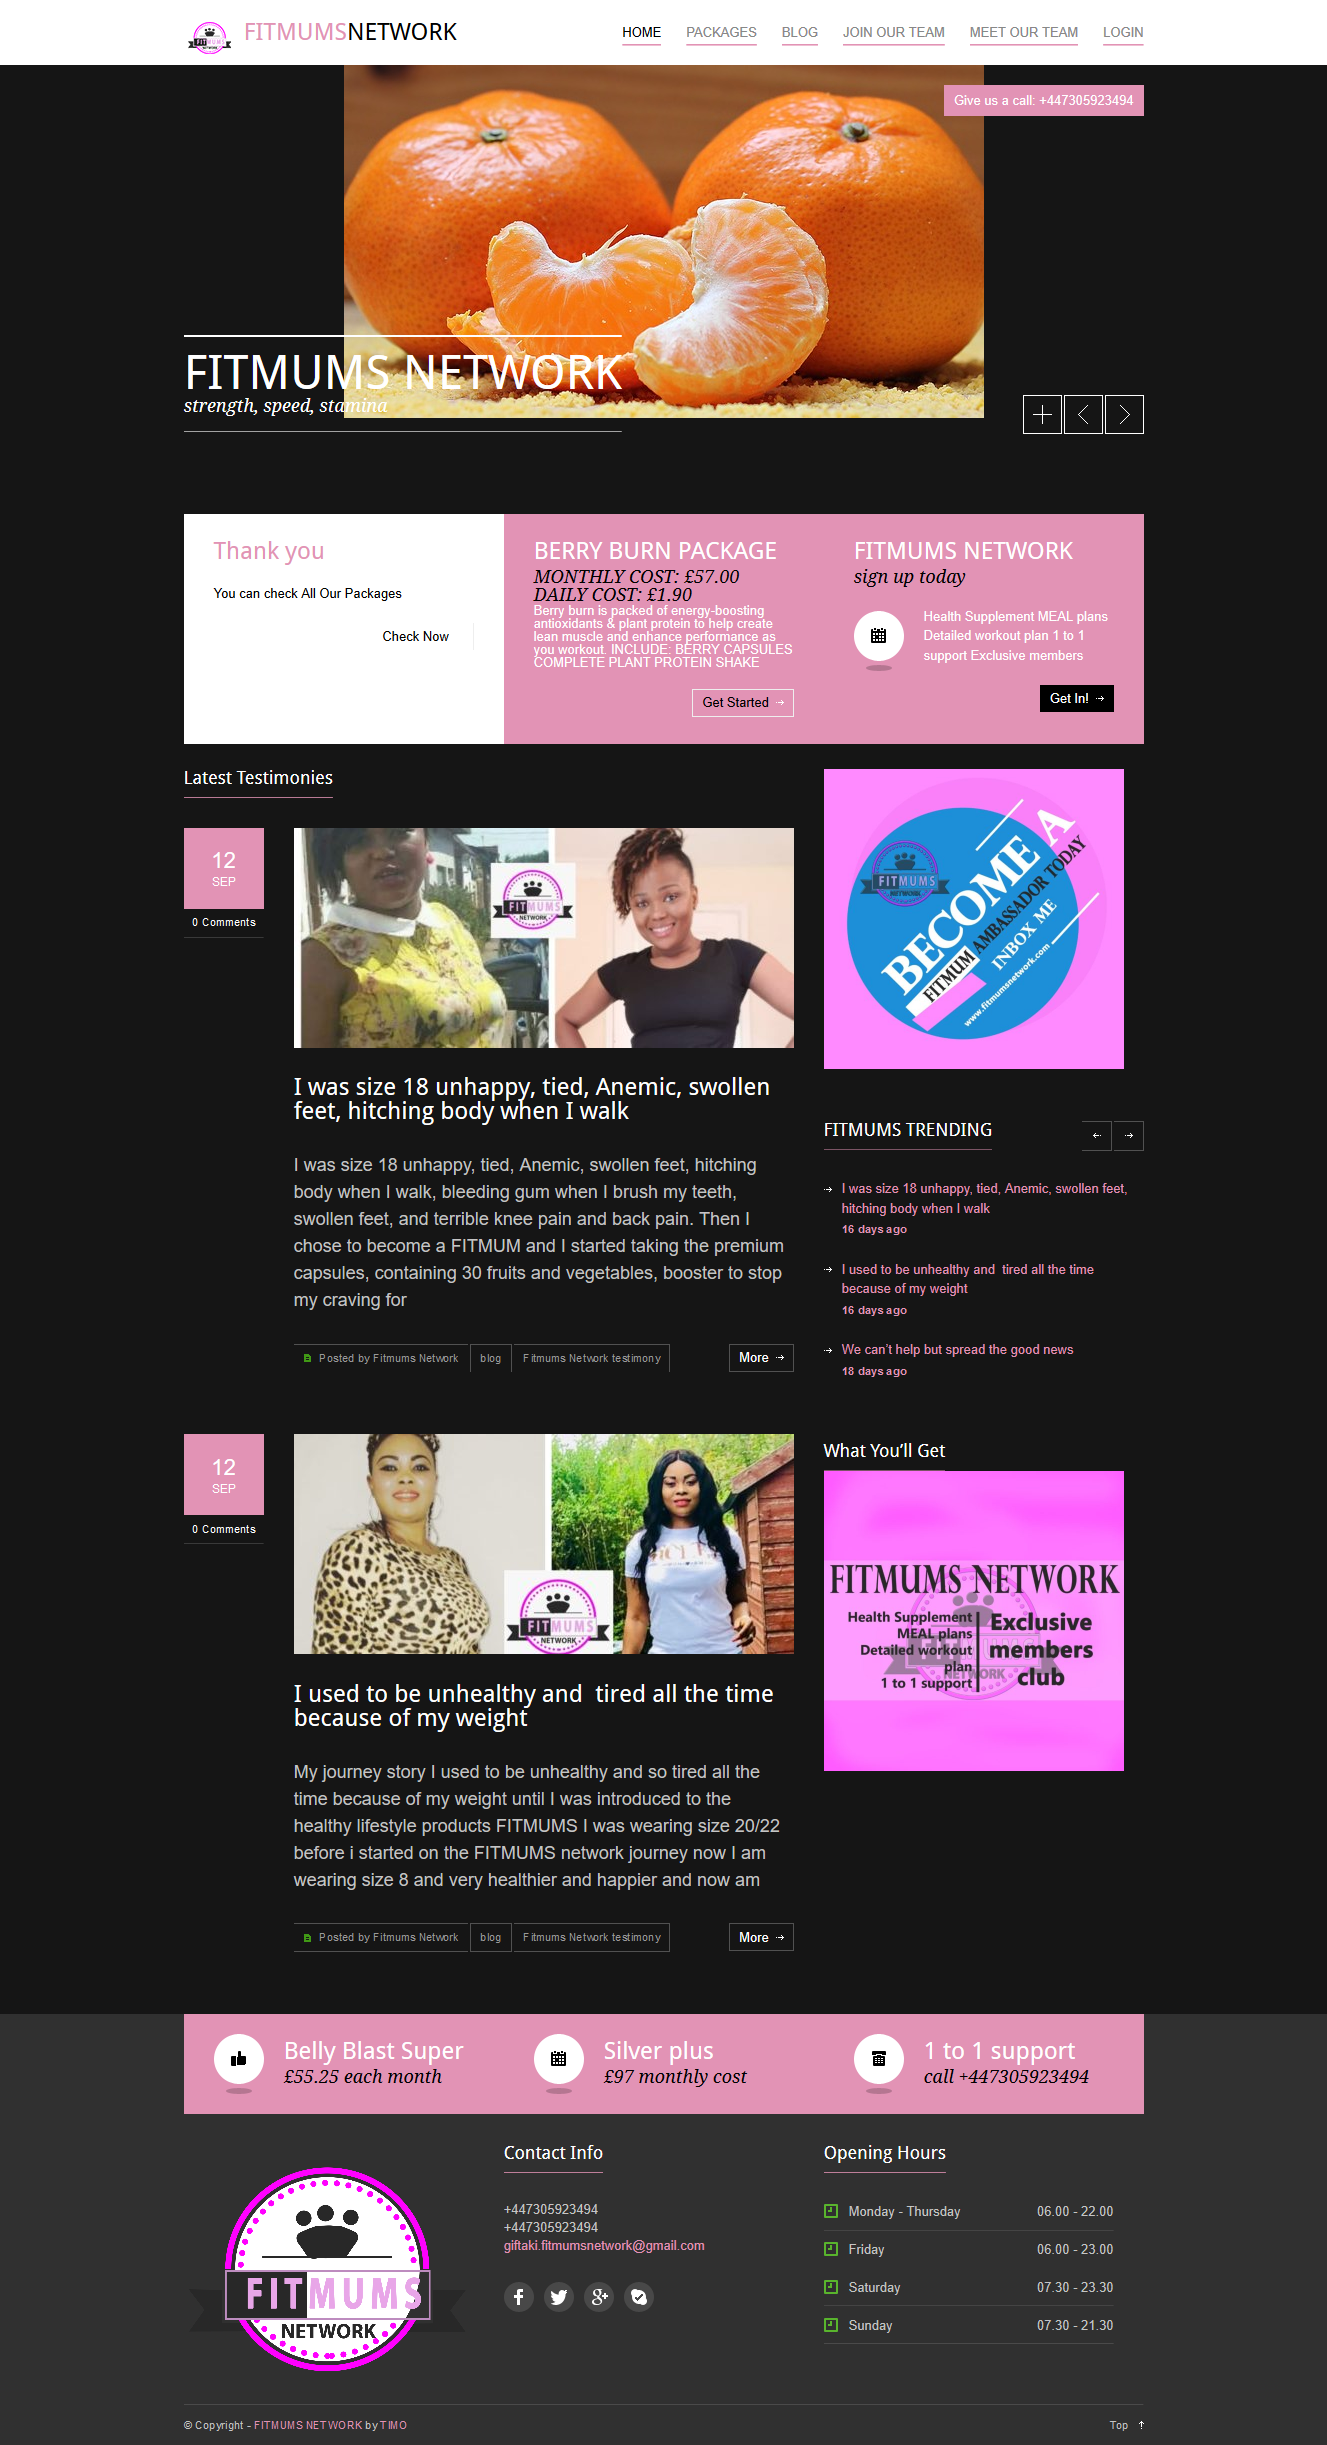 FITMUMS NETWORK
FITMUMSNETWORK
HOME
PACKAGES
BLOG
JOIN OUR TEAM
MEET OUR TEAM
LOGIN
Give us a call: +447305923494
FITMUMS NETWORK
strength, speed, stamina
Thank you
You can check All Our Packages
Check Now
BERRY BURN PACKAGE
MONTHLY COST: £57.00
DAILY COST: £1.90
Berry burn is packed of energy-boosting
antioxidants & plant protein to help create
lean muscle and enhance performance as
you workout. INCLUDE: BERRY CAPSULES
COMPLETE PLANT PROTEIN SHAKE
Get Started
FITMUMS NETWORK
sign up today
Health Supplement MEAL plans
Detailed workout plan 1 to 1
support Exclusive members
Get In!
Latest Testimonies
12
SEP
0 Comments
FITMUMS
NETWORK
I was size 18 unhappy, tied, Anemic, swollen
feet, hitching body when I walk
I was size 18 unhappy, tied, Anemic, swollen feet, hitching
body when I walk, bleeding gum when I brush my teeth,
swollen feet, and terrible knee pain and back pain. Then I
chose to become a FITMUM and I started taking the premium
capsules, containing 30 fruits and vegetables, booster to stop
my craving for
Posted by Fitmums Network
blog
Fitmums Network testimony
More
12
SEP
0 Comments
FITMUMS
NETWORK
I used to be unhealthy and  tired all the time
because of my weight
My journey story I used to be unhealthy and so tired all the
time because of my weight until I was introduced to the
healthy lifestyle products FITMUMS I was wearing size 20/22
before i started on the FITMUMS network journey now I am
wearing size 8 and very healthier and happier and now am
Posted by Fitmums Network
blog
Fitmums Network testimony
More
FITMUMS
NETWORK
BECOME A
FITMUM AMBASSADOR TODAY
INBOX ME
www.fitmumsnetwork.com
FITMUMS TRENDING
I was size 18 unhappy, tied, Anemic, swollen feet,
hitching body when I walk
16 days ago
I used to be unhealthy and  tired all the time
because of my weight
16 days ago
We can't help but spread the good news
18 days ago
What You'll Get
FITMUMS NETWORK
Health Supplement
MEAL plans
Detailed workout
plan
1 to 1 support
Exclusive
members
club
FITMUMS
NETWORK
Belly Blast Super
£55.25 each month
Silver plus
£97 monthly cost
1 to 1 support
call +447305923494
FITMUMS
NETWORK
Contact Info
+447305923494
+447305923494
giftaki.fitmumsnetwork@gmail.com
Opening Hours
Monday - Thursday 06.00 - 22.00
Friday 06.00 - 23.00
Saturday 07.30 - 23.30
Sunday 07.30 - 21.30
© Copyright - FITMUMS NETWORK by TIMO
Top